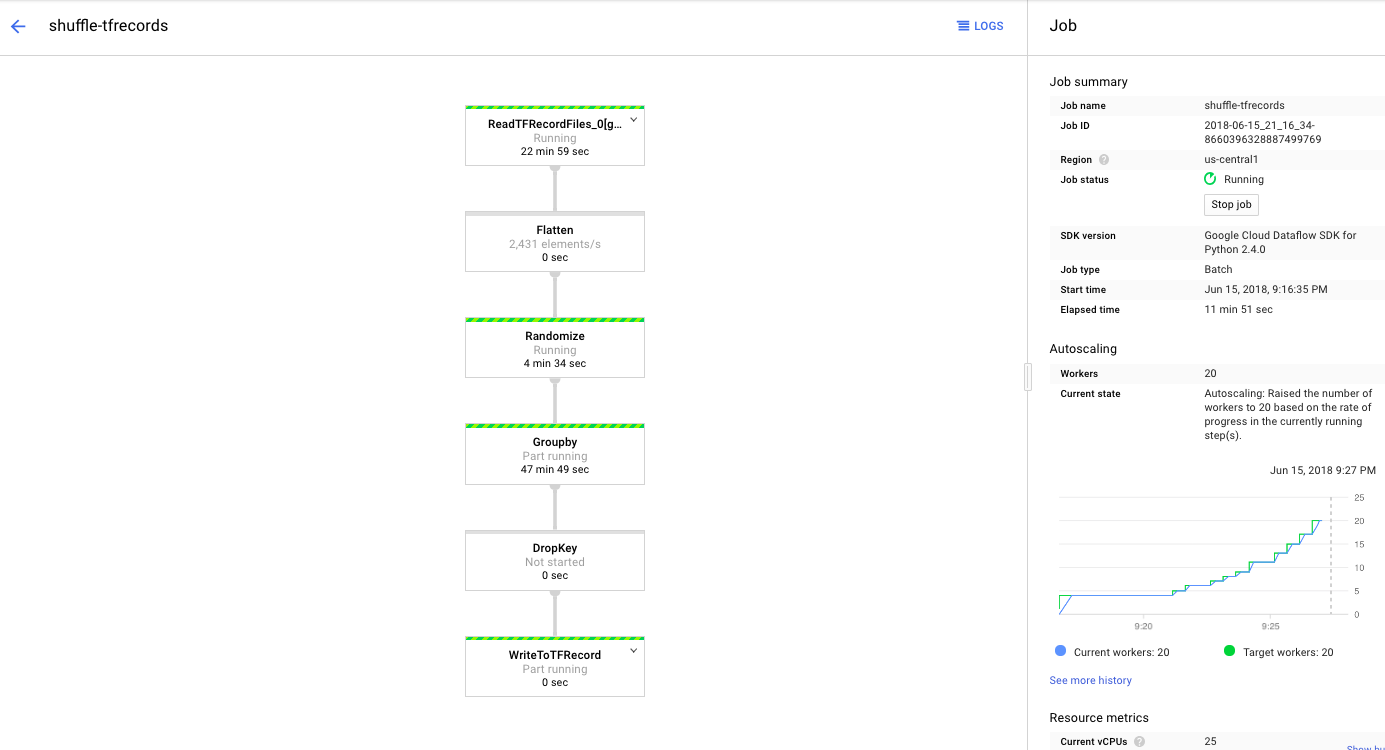 shuffle-tfrecords
LOGS
ReadTFRecordFiles_0[g...
Running
22 min 59 sec
Flatten
2,431 elements/s
0 sec
Randomize
Running
4 min 34 sec
Groupby
Part running
47 min 49 sec
DropKey
Not started
0 sec
WriteToTFRecord
Part running
0 sec
Job
Job summary
Job name shuffle-tfrecords
Job ID 2018-06-15_21_16_34-
8660396328887499769
Region ? us-central1
Job status Running
Stop job
SDK version Google Cloud Dataflow SDK for
Python 2.4.0
Job type Batch
Start time Jun 15, 2018, 9:16:35 PM
Elapsed time 11 min 51 sec
Autoscaling
Workers 20
Current state Autoscaling: Raised the number of
workers to 20 based on the rate of
progress in the currently running
step(s).
Jun 15, 2018 9:27 PM
25
20
15
10
5
0
9:20 9:25
Current workers: 20 Target workers: 20
See more history
Resource metrics
Current vCPUs ? 25
Show